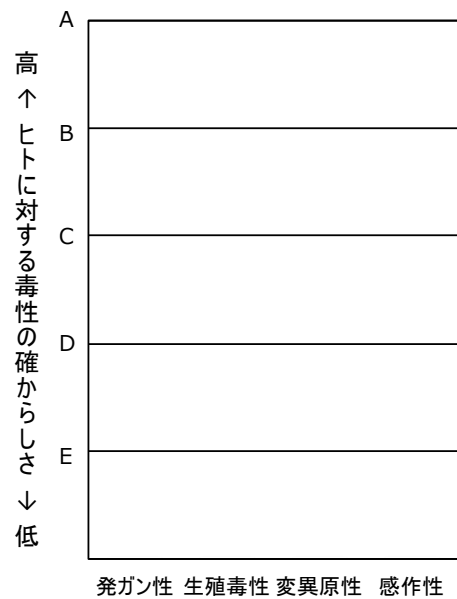 A
B
C
D
E
高 ↑ ヒトに対する毒性の確からしさ ↓ 低
発ガン性 生殖毒性 変異原性 感作性